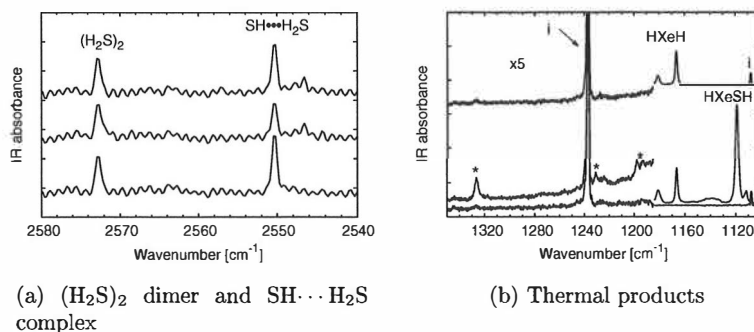 (H₂S)₂
SH•••H₂S
IR absorbance
2580
2570
2560
2550
2540
Wavenumber [cm⁻¹]
(a) (H₂S)₂ dimer and SH··· H₂S
complex
i
x5
HXeH
i
HXeSH
*
*
*
IR absorbance
1320
1280
1240
1200
1160
1120
Wavenumber [cm⁻¹]
(b) Thermal products